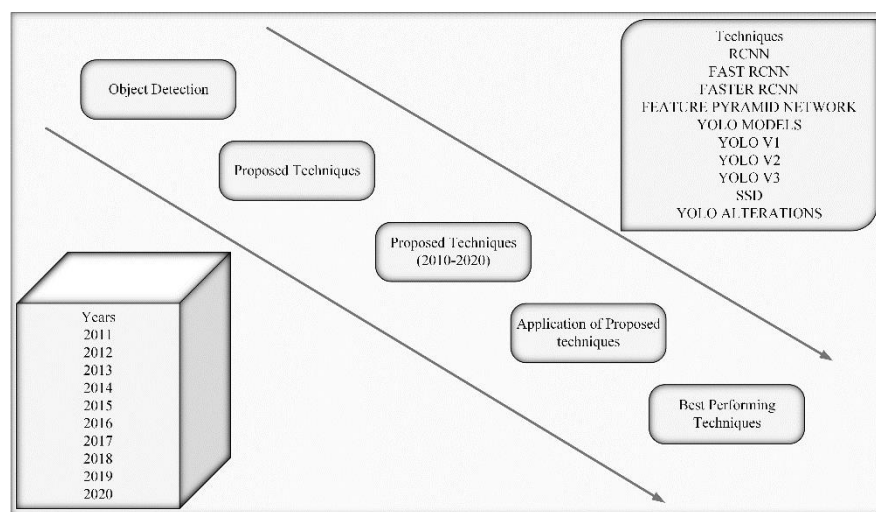 Object Detection
Proposed Techniques
Proposed Techniques
(2010-2020)
Application of Proposed
techniques
Best Performing
Techniques
Techniques
RCNN
FAST RCNN
FASTER RCNN
FEATURE PYRAMID NETWORK
YOLO MODELS
YOLO V1
YOLO V2
YOLO V3
SSD
YOLO ALTERATIONS
Years
2011
2012
2013
2014
2015
2016
2017
2018
2019
2020